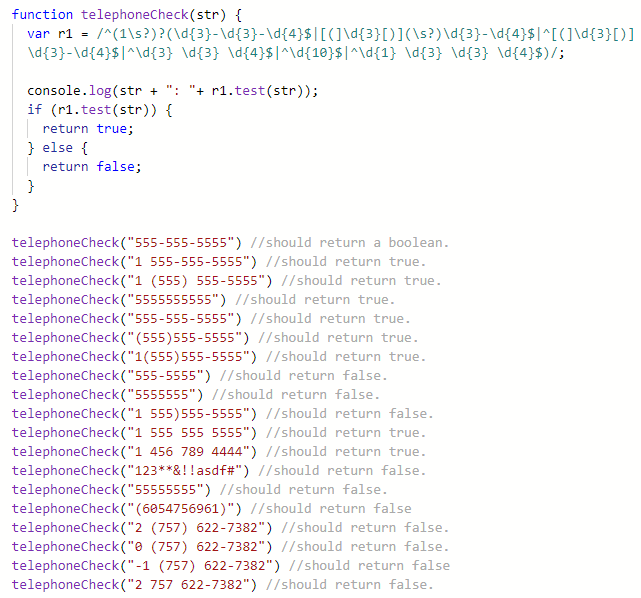 function telephoneCheck(str) {
var r1 = /^(1\s?)?(\d{3}-\d{3}-\d{4}$|[(]\d{3}[)](\s?)\d{3}-\d{4}$|^[(]\d{3}[)]
\d{3}-\d{4}$|^\d{3} \d{3} \d{4}$|^\d{10}$|^\d{1} \d{3} \d{3} \d{4}$)/;
console.log(str + ": "+ r1.test(str));
if (r1.test(str)) {
return true;
} else {
return false;
}
}
telephoneCheck("555-555-5555") //should return a boolean.
telephoneCheck("1 555-555-5555") //should return true.
telephoneCheck("1 (555) 555-5555") //should return true.
telephoneCheck("5555555555") //should return true.
telephoneCheck("555-555-5555") //should return true.
telephoneCheck("(555)555-5555") //should return true.
telephoneCheck("1(555)555-5555") //should return true.
telephoneCheck("555-5555") //should return false.
telephoneCheck("5555555") //should return false.
telephoneCheck("1 555)555-5555") //should return false.
telephoneCheck("1 555 555 5555") //should return true.
telephoneCheck("1 456 789 4444") //should return true.
telephoneCheck("123**&!!asdf#") //should return false.
telephoneCheck("55555555") //should return false.
telephoneCheck("(6054756961)") //should return false
telephoneCheck("2 (757) 622-7382") //should return false.
telephoneCheck("0 (757) 622-7382") //should return false.
telephoneCheck("-1 (757) 622-7382") //should return false
telephoneCheck("2 757 622-7382") //should return false.